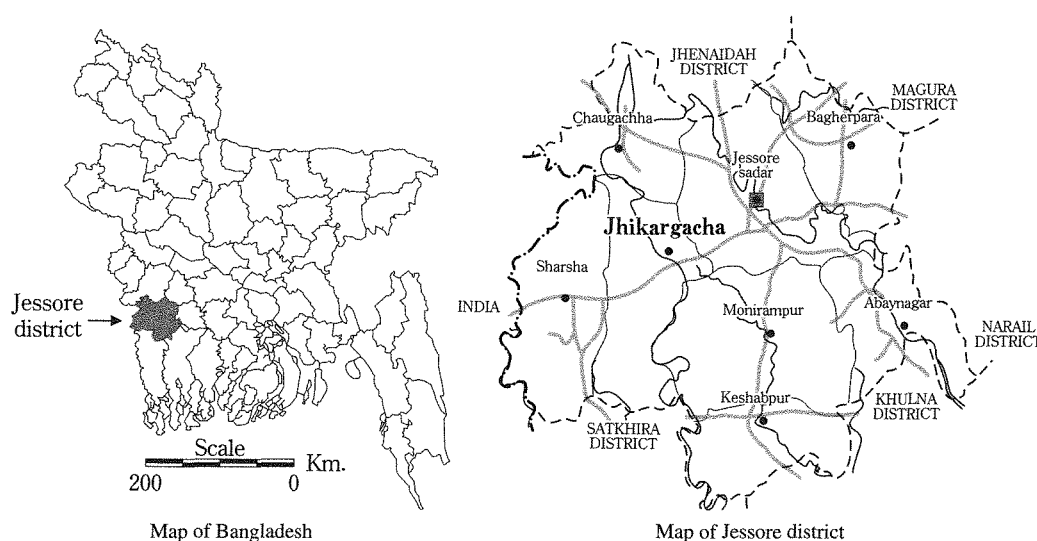 Jessore
district
Scale
Km.
200 0
Map of Bangladesh
JHENAIDAH
DISTRICT
MAGURA
DISTRICT
Chaugachha
Bagherpara
Jessore
sadar
Jhikargacha
Sharsha
INDIA
Monirampur
Abaynagar
NARAIL
DISTRICT
Keshabpur
KHULNA
DISTRICT
SATKHIRA
DISTRICT
Map of Jessore district